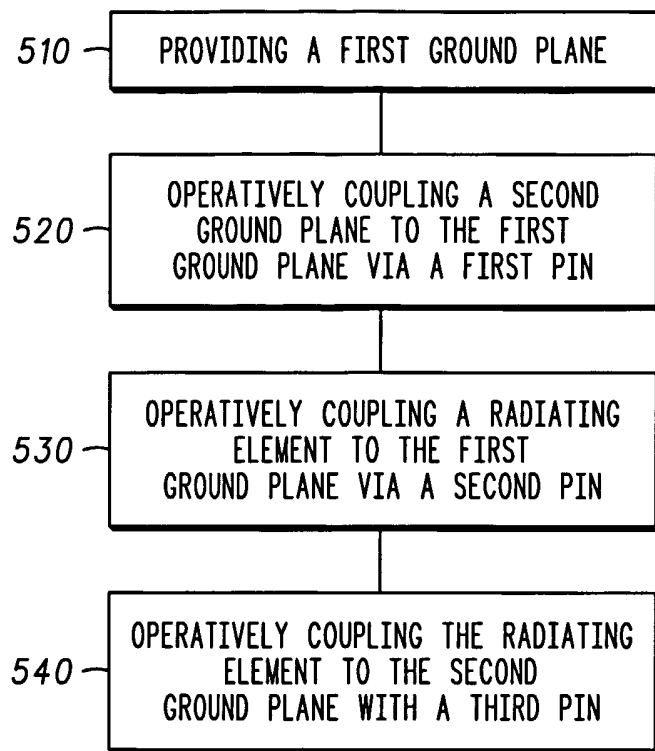 510
PROVIDING A FIRST GROUND PLANE
520
OPERATIVELY COUPLING A SECOND
GROUND PLANE TO THE FIRST
GROUND PLANE VIA A FIRST PIN
530
OPERATIVELY COUPLING A RADIATING
ELEMENT TO THE FIRST
GROUND PLANE VIA A SECOND PIN
540
OPERATIVELY COUPLING THE RADIATING
ELEMENT TO THE SECOND
GROUND PLANE WITH A THIRD PIN